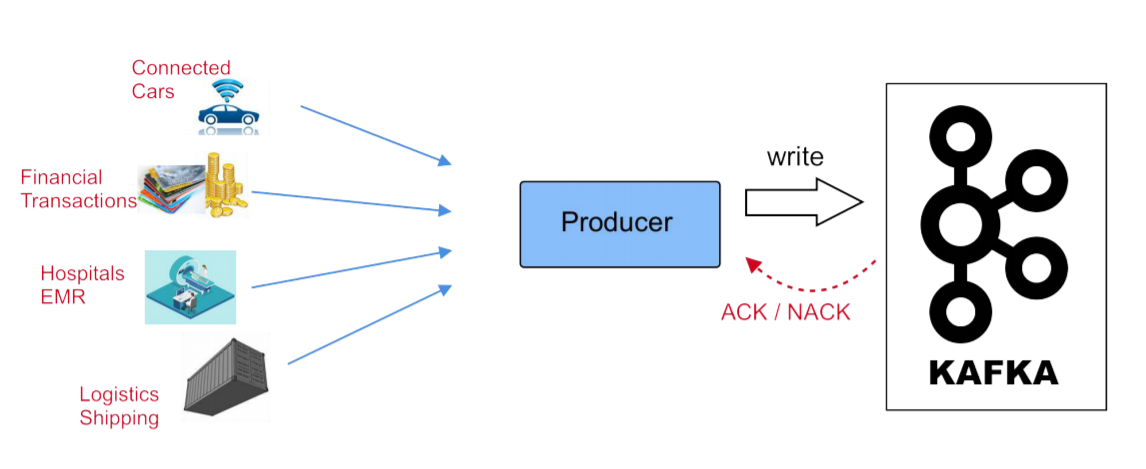 Connected
Cars
Financial
Transactions
Hospitals
EMR
Logistics
Shipping
Producer
write
ACK / NACK
KAFKA